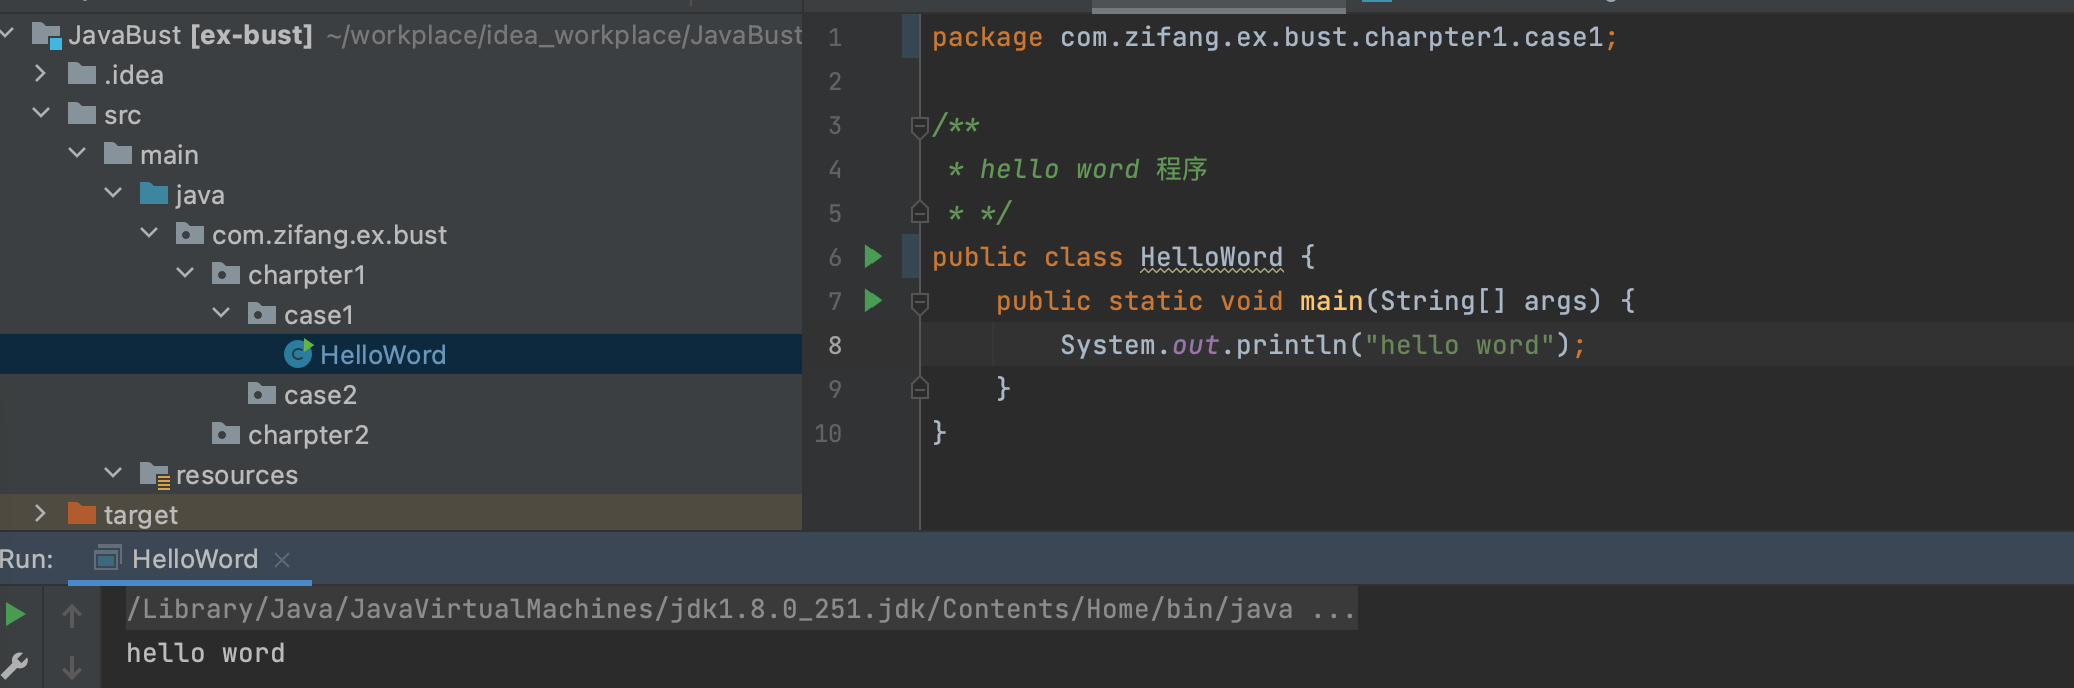 JavaBust [ex-bust] ~/workplace/idea_workplace/JavaBust
.idea
src
main
java
com.zifang.ex.bust
charpter1
case1
HelloWord
case2
charpter2
resources
target
1 package com.zifang.ex.bust.charpter1.case1;
2
3 /**
4 * hello word 程序
5 * */
6 public class HelloWord {
7 public static void main(String[] args) {
8 System.out.println("hello word");
9 }
10 }
Run: HelloWord
/Library/Java/JavaVirtualMachines/jdk1.8.0_251.jdk/Contents/Home/bin/java ...
hello word